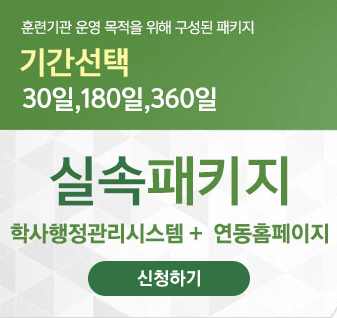 훈련기관 운영 목적을 위해 구성된 패키지
기간선택
30일,180일,360일
실속패키지
학사행정관리시스템 + 연동홈페이지
신청하기